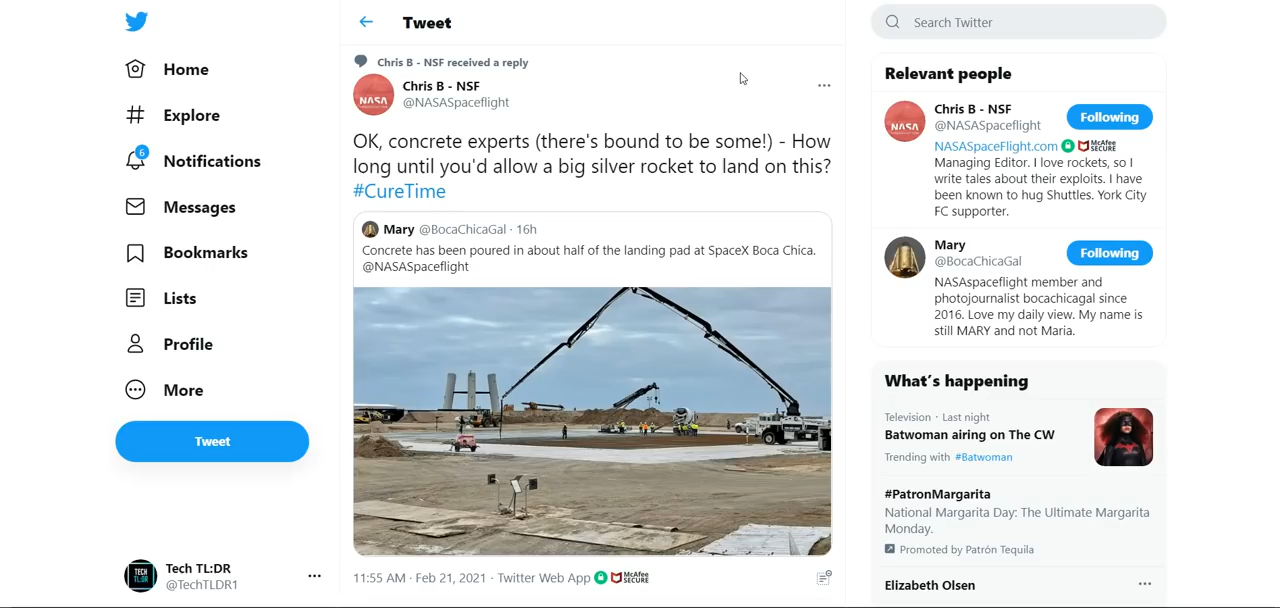 Home
Explore
6
Notifications
Messages
Bookmarks
Lists
Profile
More
Tweet
Tech TL:DR
@TechTLDR1
TECH
TL:DR
Tweet
Chris B - NSF received a reply
NASA
Chris B - NSF
@NASASpaceflight
OK, concrete experts (there's bound to be some!) - How
long until you'd allow a big silver rocket to land on this?
#CureTime
Mary @BocaChicaGal · 16h
Concrete has been poured in about half of the landing pad at SpaceX Boca Chica.
@NASASpaceflight
11:55 AM · Feb 21, 2021 · Twitter Web App McAfee SECURE
Search Twitter
Relevant people
NASA
Chris B - NSF
@NASASpaceflight
Following
NASASpaceFlight.com McAfee SECURE
Managing Editor. I love rockets, so I
write tales about their exploits. I have
been known to hug Shuttles. York City
FC supporter.
Mary
@BocaChicaGal
Following
NASAspaceflight member and
photojournalist bocachicagal since
2016. Love my daily view. My name is
still MARY and not Maria.
What's happening
Television · Last night
Batwoman airing on The CW
Trending with #Batwoman
#PatronMargarita
National Margarita Day: The Ultimate Margarita
Monday.
Promoted by Patrón Tequila
Elizabeth Olsen